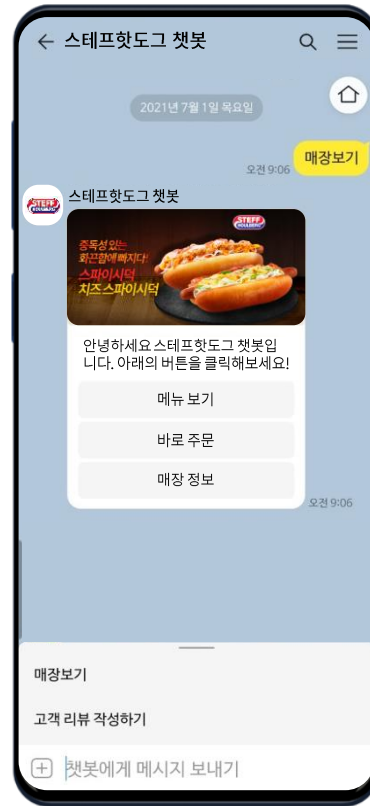 스테프핫도그 챗봇
2021년 7월 1일 목요일
매장보기
오전 9:06
스테프핫도그 챗봇
STEFF
STEFF
HOULBERG
중독성 있는
화끈함에 빠지다!
스파이시덕
치즈스파이시덕
안녕하세요 스테프핫도그 챗봇입
니다. 아래의 버튼을 클릭해보세요!
메뉴 보기
바로 주문
매장 정보
오전 9:06
매장보기
고객 리뷰 작성하기
챗봇에게 메시지 보내기